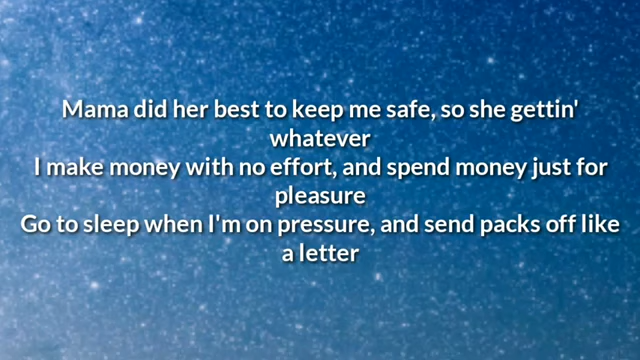 Mama did her best to keep me safe, so she gettin'
whatever
I make money with no effort, and spend money just for
pleasure
Go to sleep when I'm on pressure, and send packs off like
a letter